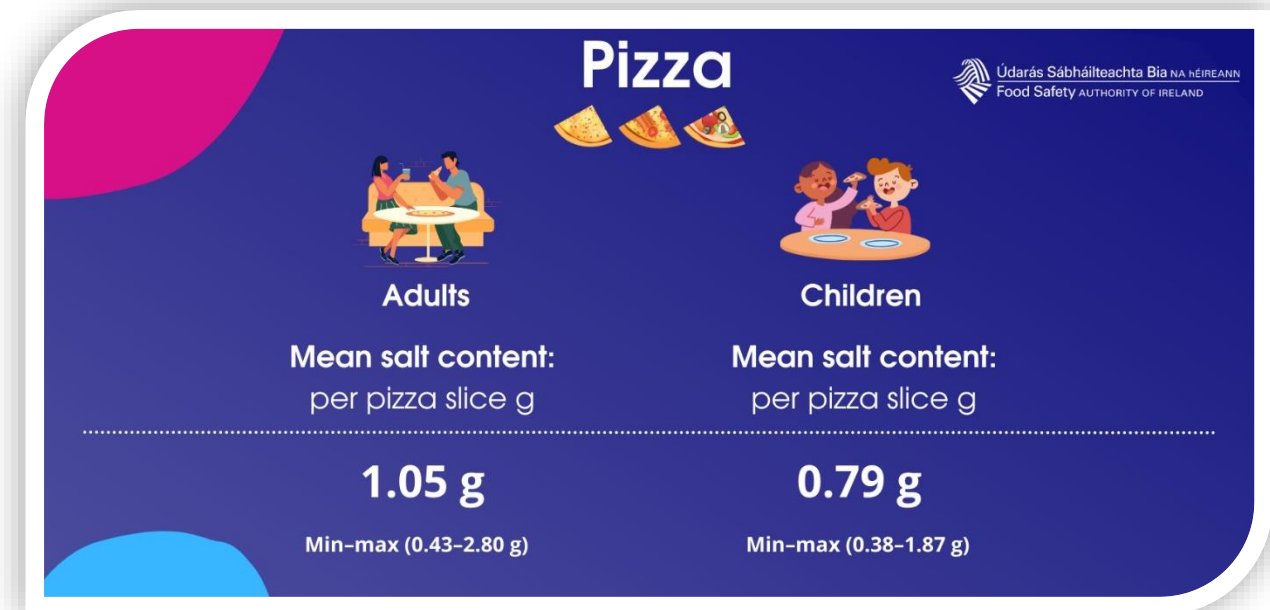 Pizza
Údarás Sábháilteachta Bia NA hÉIREANN
Food Safety AUTHORITY OF IRELAND
Adults
Mean salt content:
per pizza slice g
1.05 g
Min–max (0.43–2.80 g)
Children
Mean salt content:
per pizza slice g
0.79 g
Min–max (0.38–1.87 g)